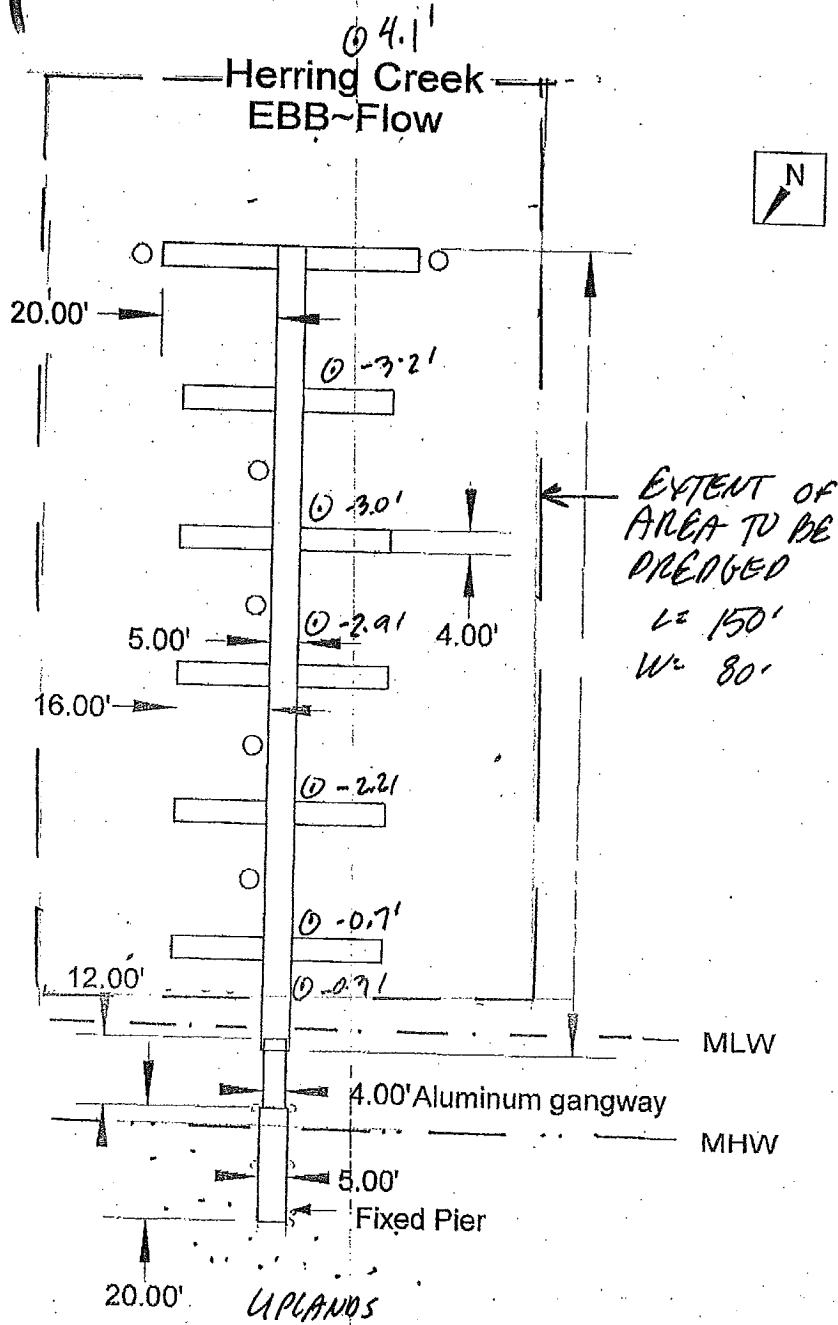 ⊙ 4.1'
Herring Creek
EBB~Flow
N
20.00'
⊙ -3.2'
⊙ -3.0'
EXTENT OF
AREA TO BE
DREDGED
L= 150'
W= 80'
⊙ -2.9'
5.00'
4.00'
16.00'
⊙ -2.2'
⊙ -0.7'
12.00'
⊙ -0.3'
MLW
4.00' Aluminum gangway
MHW
5.00'
Fixed Pier
20.00'
UPLANDS